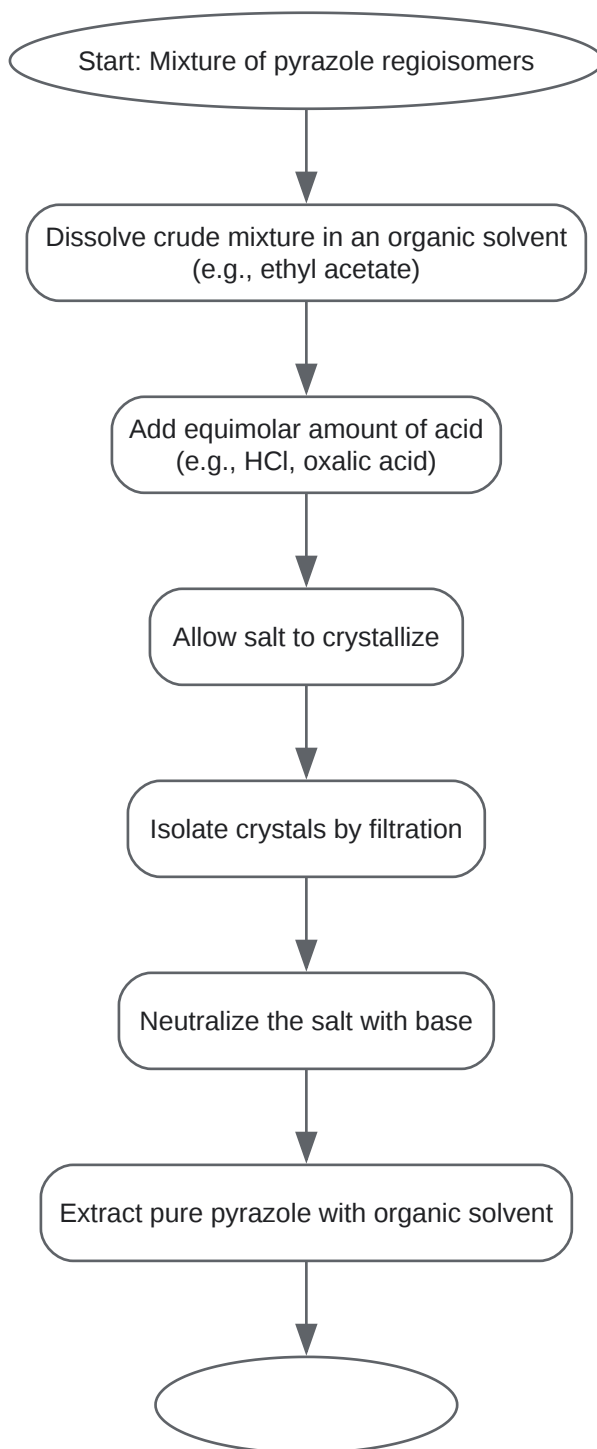 Start: Mixture of pyrazole regioisomers
Dissolve crude mixture in an organic solvent
(e.g., ethyl acetate)
Add equimolar amount of acid
(e.g., HCl, oxalic acid)
Allow salt to crystallize
Isolate crystals by filtration
Neutralize the salt with base
Extract pure pyrazole with organic solvent